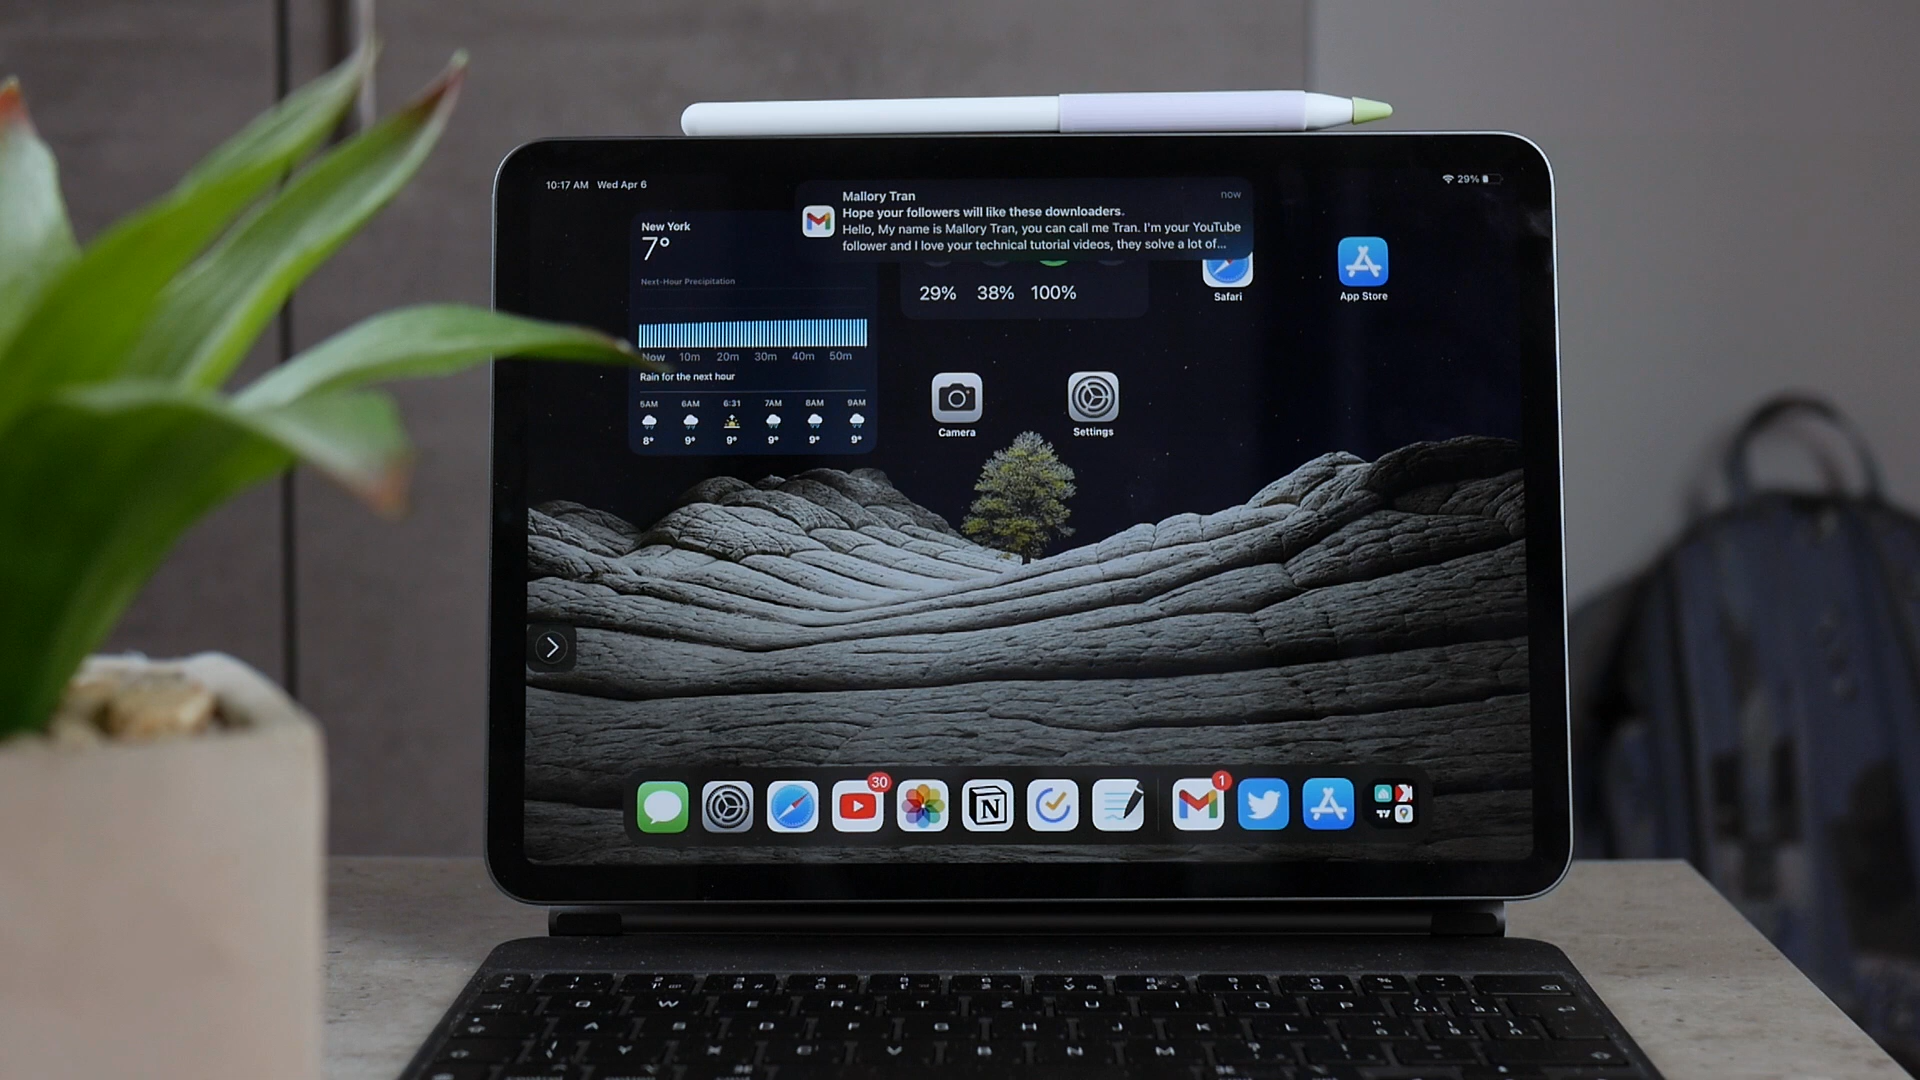 10:17 AM Wed Apr 6
29%
Mallory Tran
now
Hope your followers will like these downloaders.
Hello, My name is Mallory Tran, you can call me Tran. I'm your YouTube
follower and I love your technical tutorial videos, they solve a lot of...
New York
7°
Next-Hour Precipitation
Now 10m 20m 30m 40m 50m
Rain for the next hour
5AM 6AM 6:31 7AM 8AM 9AM
8° 9° 9° 9° 9° 9°
29% 38% 100%
Safari
App Store
Camera
Settings
30
1
N
Q W E R T Z U I O P
A S D F G H J K L
Y X C V B N M